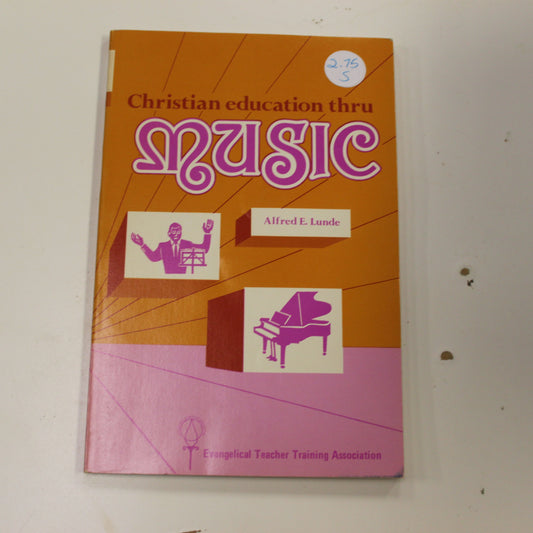 2.75
S
Christian education thru
MUSIC
Alfred E. Lunde
Evangelical Teacher Training Association